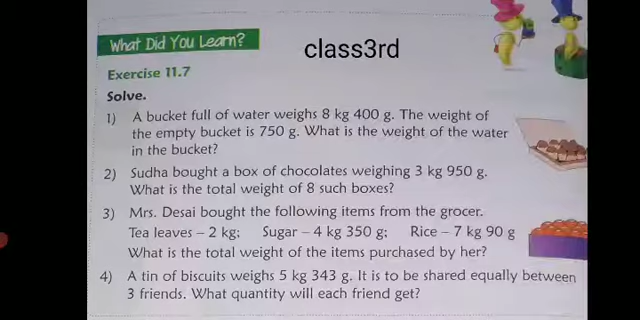 What Did You Learn?
class3rd
Exercise 11.7
Solve.
1) A bucket full of water weighs 8 kg 400 g. The weight of
the empty bucket is 750 g. What is the weight of the water
in the bucket?
2) Sudha bought a box of chocolates weighing 3 kg 950 g.
What is the total weight of 8 such boxes?
3) Mrs. Desai bought the following items from the grocer.
Tea leaves – 2 kg; Sugar – 4 kg 350 g; Rice – 7 kg 90 g
What is the total weight of the items purchased by her?
4) A tin of biscuits weighs 5 kg 343 g. It is to be shared equally between
3 friends. What quantity will each friend get?